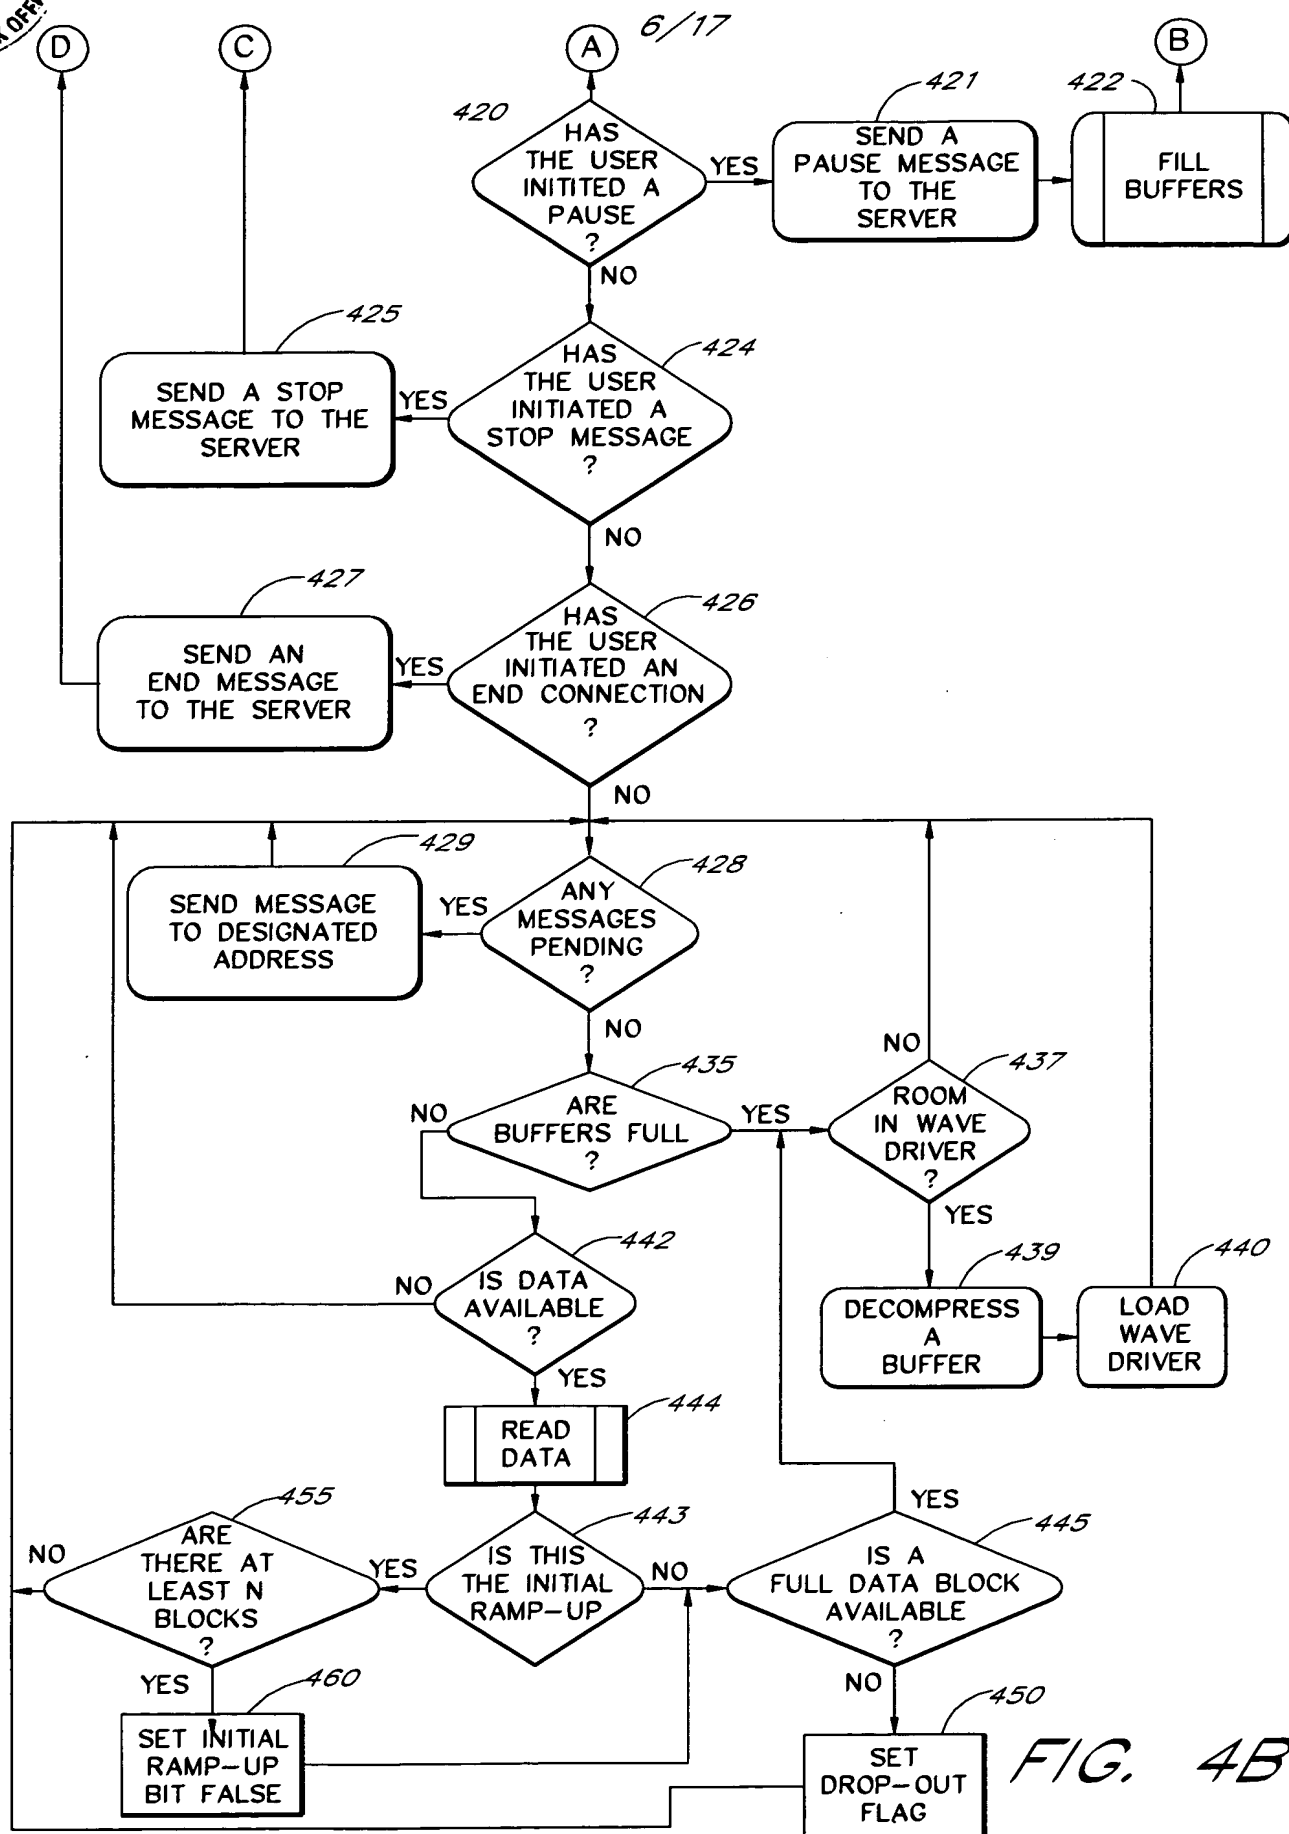 6/17
D
C
A
B
420
HAS
THE USER
INITITED A
PAUSE
?
YES
NO
421
SEND A
PAUSE MESSAGE
TO THE
SERVER
422
FILL
BUFFERS
425
SEND A STOP
MESSAGE TO THE
SERVER
YES
424
HAS
THE USER
INITIATED A
STOP MESSAGE
?
NO
427
SEND AN
END MESSAGE
TO THE SERVER
YES
426
HAS
THE USER
INITIATED AN
END CONNECTION
?
NO
429
SEND MESSAGE
TO DESIGNATED
ADDRESS
YES
428
ANY
MESSAGES
PENDING
?
NO
435
NO
ARE
BUFFERS FULL
?
YES
NO
437
ROOM
IN WAVE
DRIVER
?
YES
442
NO
IS DATA
AVAILABLE
?
YES
439
DECOMPRESS
A
BUFFER
440
LOAD
WAVE
DRIVER
444
READ
DATA
455
NO
ARE
THERE AT
LEAST N
BLOCKS
?
YES
YES
443
IS THIS
THE INITIAL
RAMP-UP
NO
YES
445
IS A
FULL DATA BLOCK
AVAILABLE
?
NO
460
SET INITIAL
RAMP-UP
BIT FALSE
450
SET
DROP-OUT
FLAG
FIG. 4B